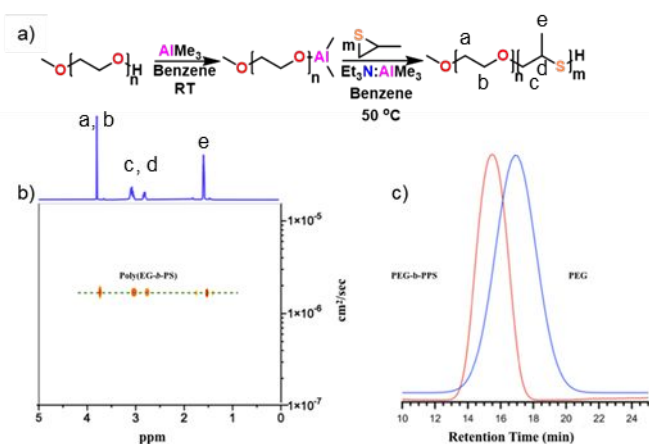 a)
O
O
H
n
AlMe3
Benzene
RT
O
O
Al
n
S
m
Et3N:AlMe3
Benzene
50 °C
e
a
O
b
O
n
c
d
S
H
m
b)
a, b
c, d
e
Poly(EG-b-PS)
1×10-5
1×10-6
1×10-7
cm2/sec
5
4
3
2
1
0
ppm
c)
PEG-b-PPS
PEG
10
12
14
16
18
20
22
24
Retention Time (min)